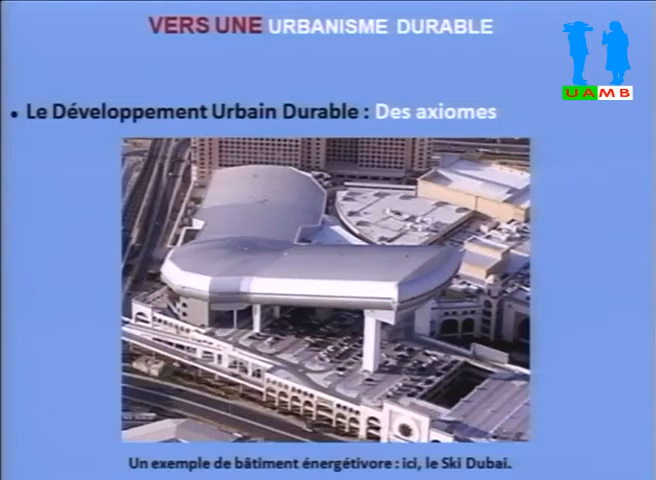 VERS UNE URBANISME DURABLE
UAMB
• Le Développement Urbain Durable : Des axiomes
Un exemple de bâtiment énergétivore : ici, le Ski Dubai.